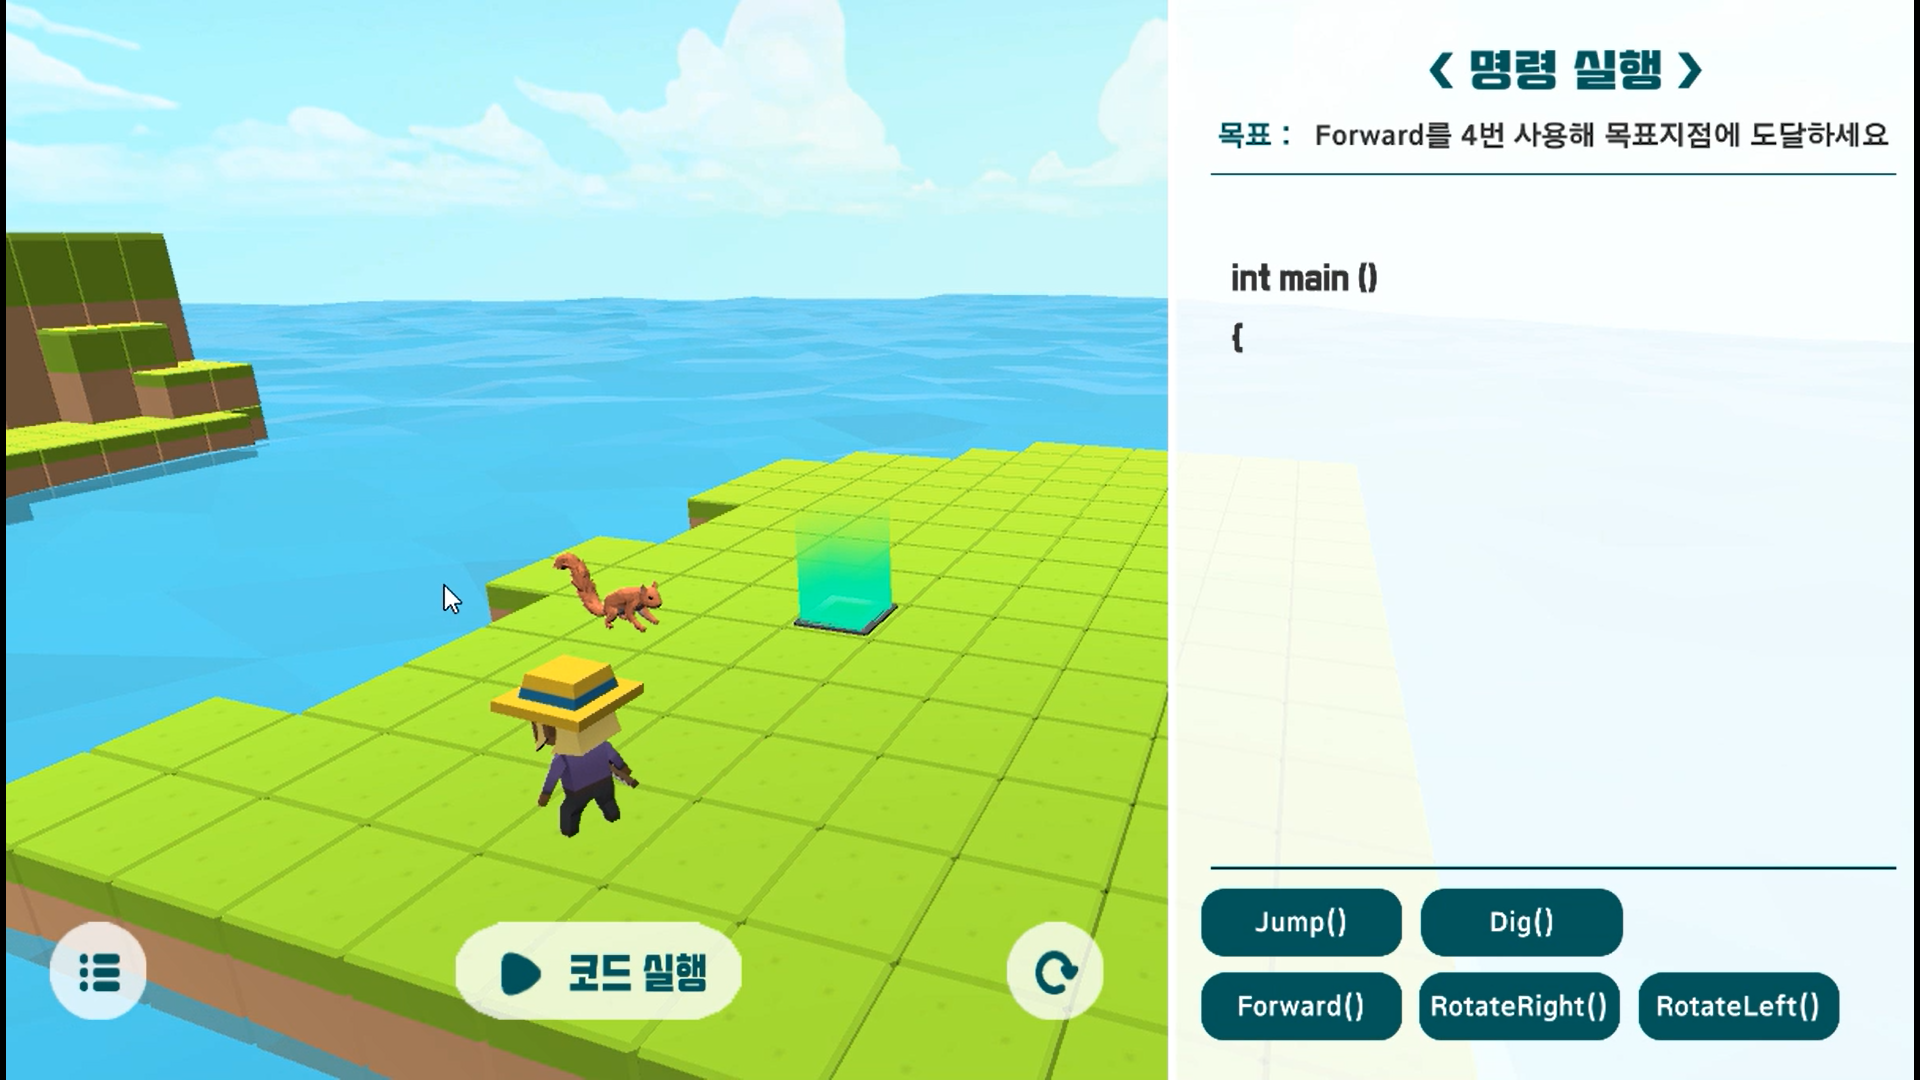 < 명령 실행 >
목표 : Forward를 4번 사용해 목표지점에 도달하세요
int main ()
{
Jump()
Dig()
Forward()
RotateRight()
RotateLeft()
코드 실행